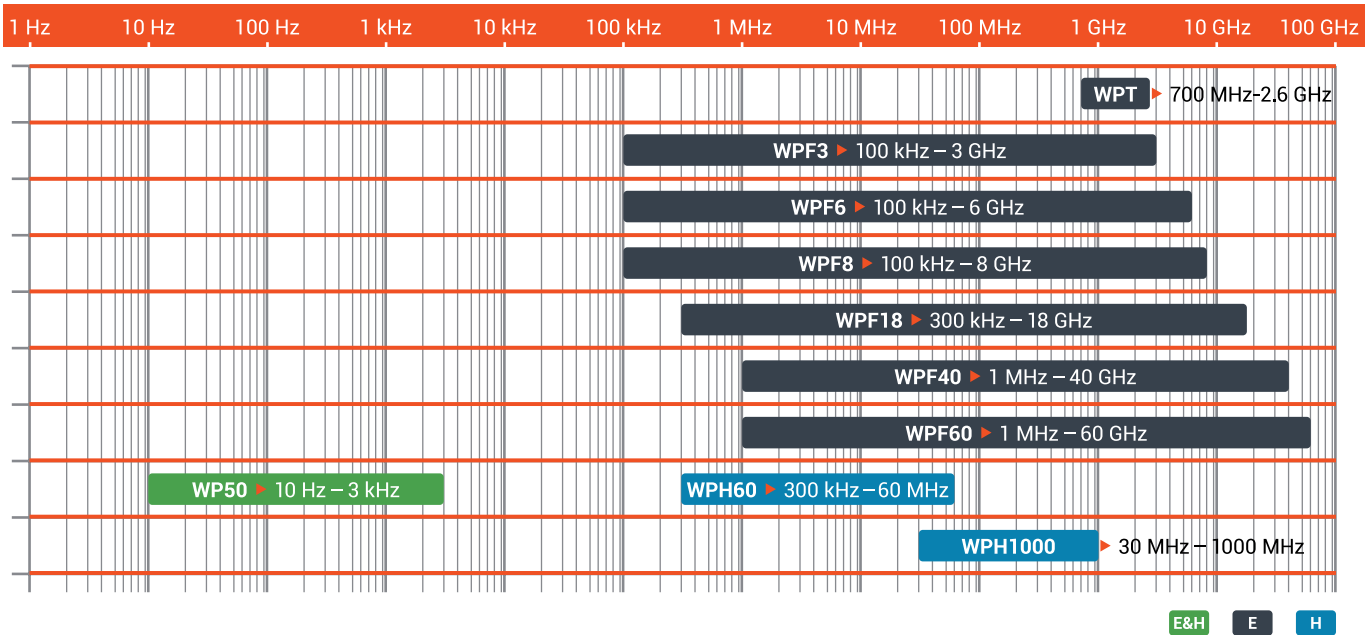 1 Hz 10 Hz 100 Hz 1 kHz 10 kHz 100 kHz 1 MHz 10 MHz 100 MHz 1 GHz 10 GHz 100 GHz
WPT ▶ 700 MHz-2.6 GHz
WPF3 ▶ 100 kHz – 3 GHz
WPF6 ▶ 100 kHz – 6 GHz
WPF8 ▶ 100 kHz – 8 GHz
WPF18 ▶ 300 kHz – 18 GHz
WPF40 ▶ 1 MHz – 40 GHz
WPF60 ▶ 1 MHz – 60 GHz
WP50 ▶ 10 Hz – 3 kHz WPH60 ▶ 300 kHz – 60 MHz
WPH1000 ▶ 30 MHz – 1000 MHz
E&H E H